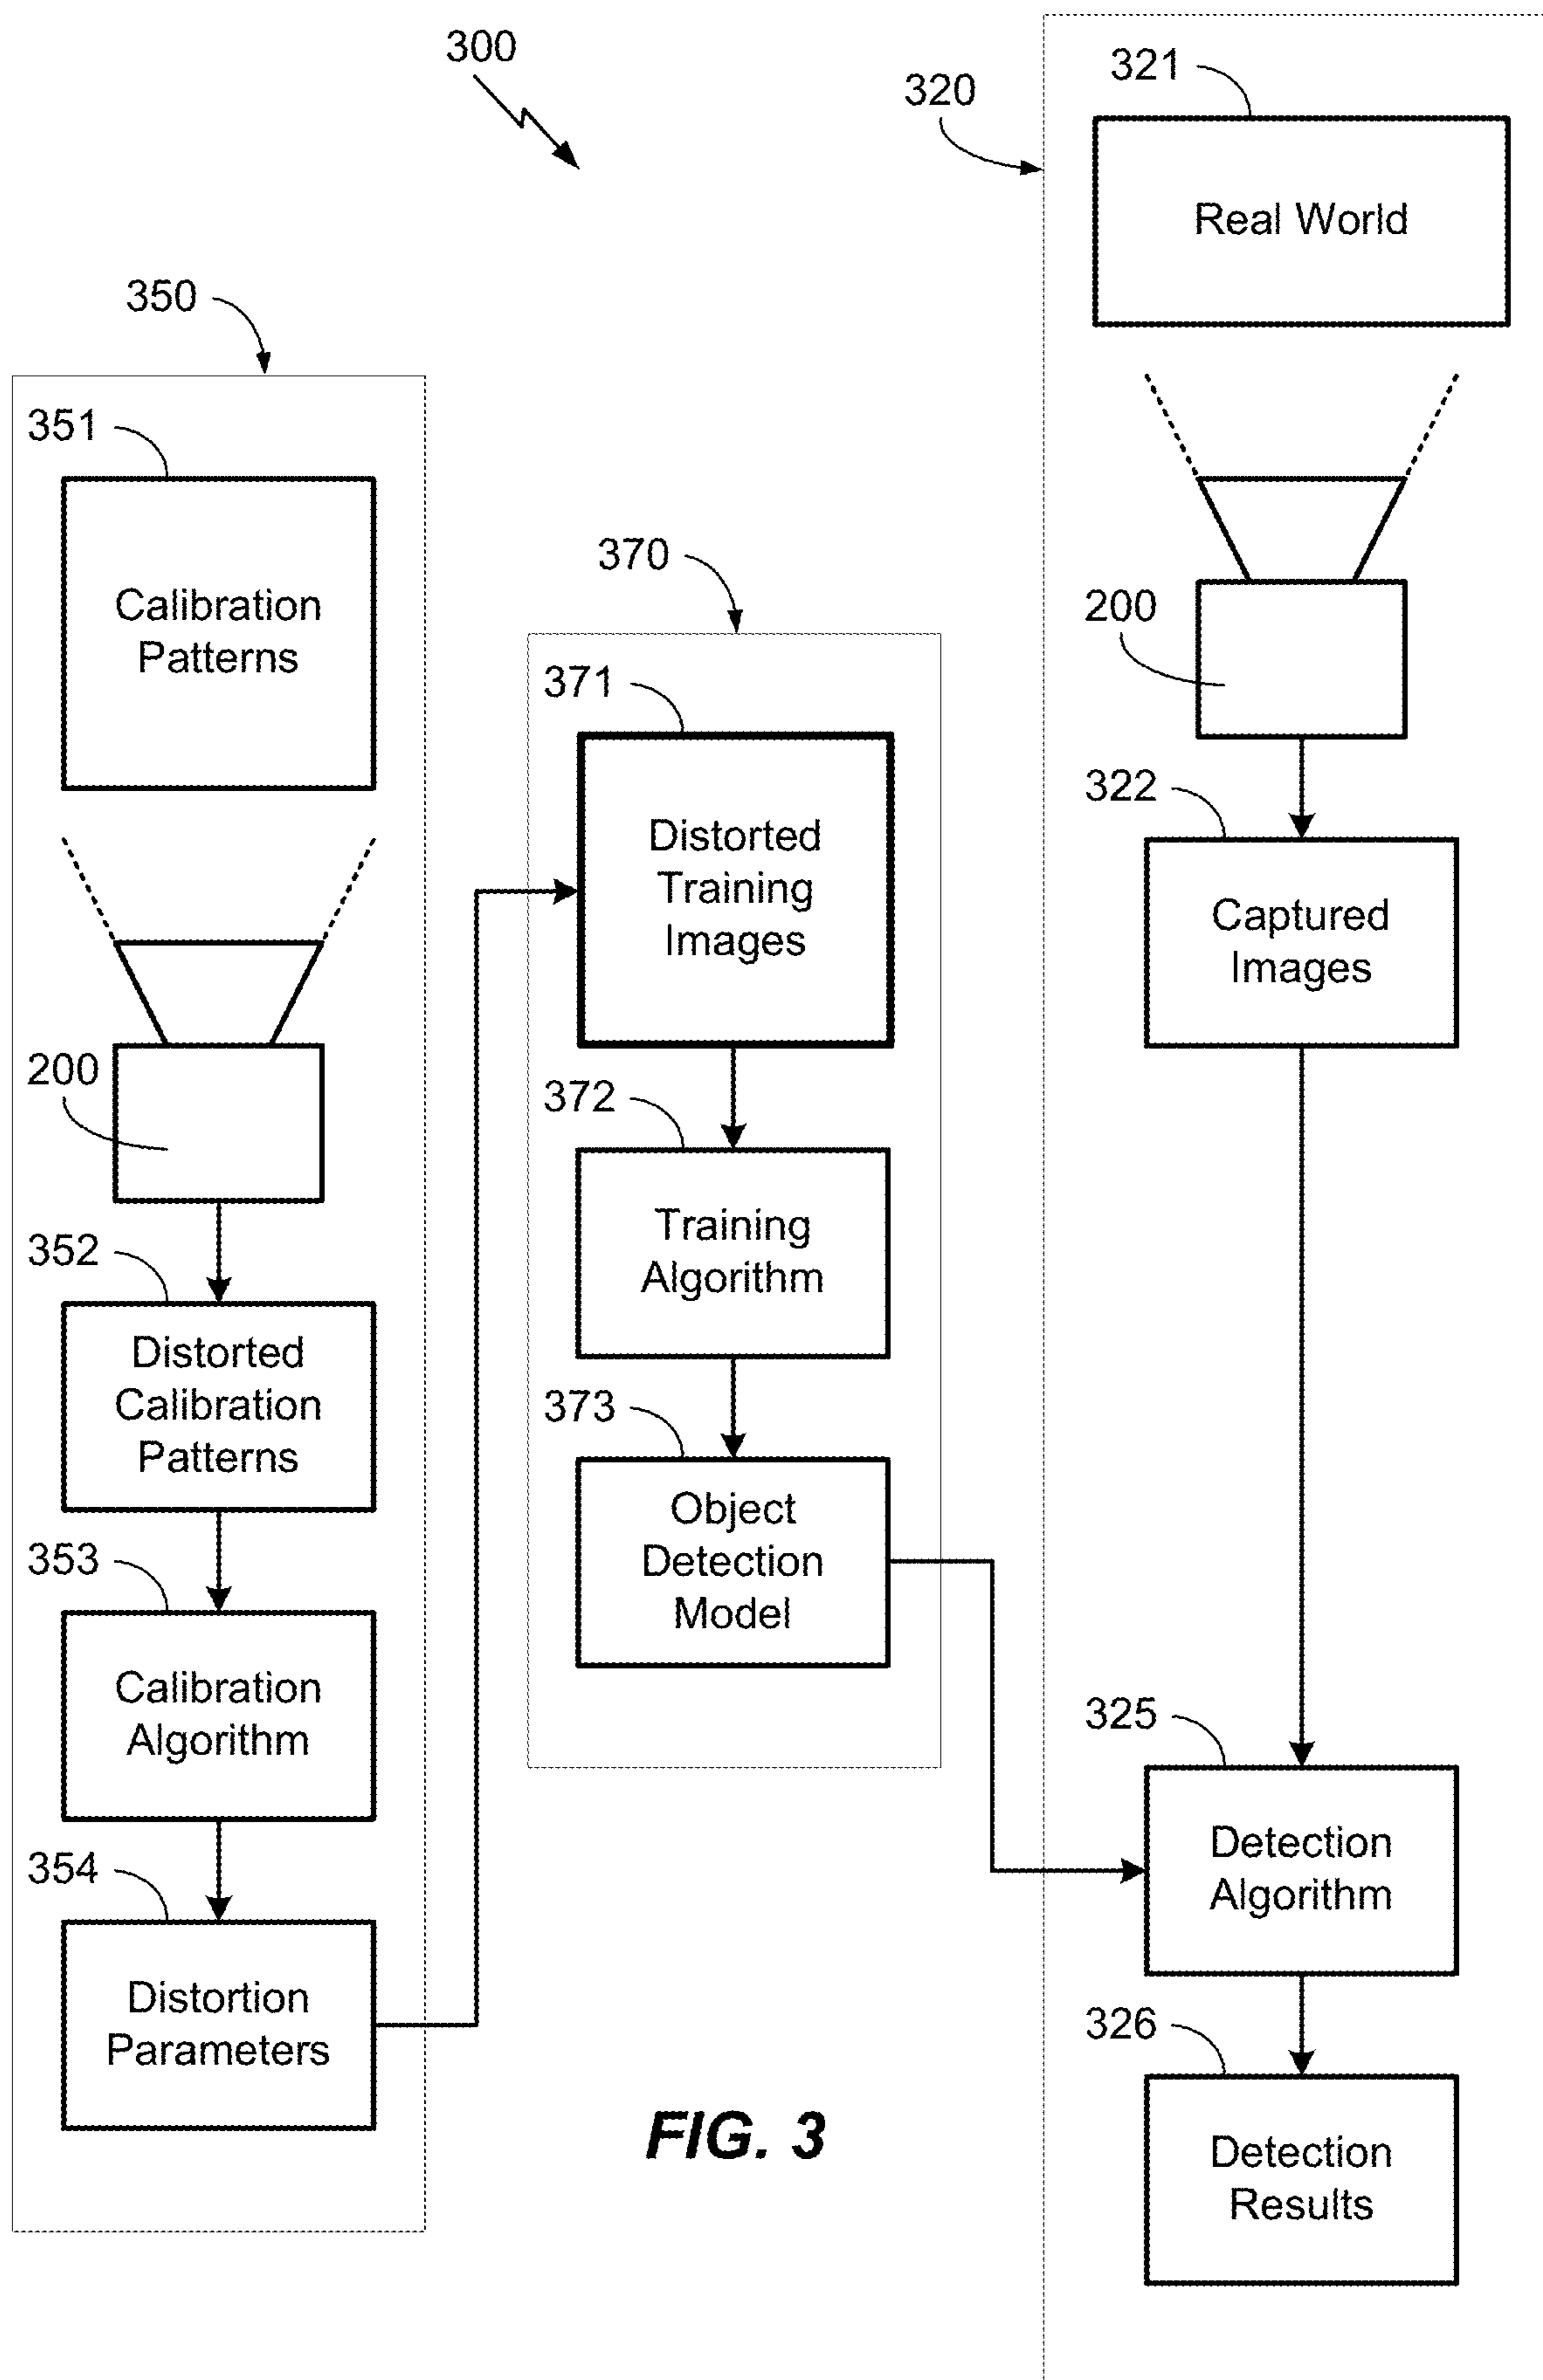 300
320
321
Real World
350
351
Calibration
Patterns
200
352
Distorted
Calibration
Patterns
353
Calibration
Algorithm
354
Distortion
Parameters
370
371
Distorted
Training
Images
372
Training
Algorithm
373
Object
Detection
Model
200
322
Captured
Images
325
Detection
Algorithm
326
Detection
Results
FIG. 3